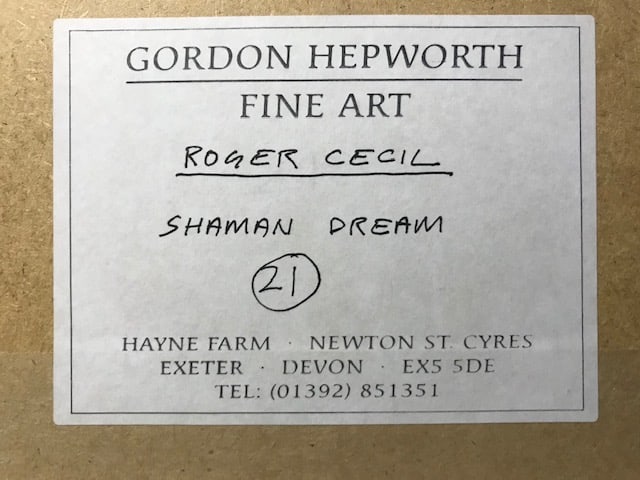 GORDON HEPWORTH
FINE ART
ROGER CECIL
SHAMAN DREAM
21
HAYNE FARM · NEWTON ST. CYRES
EXETER · DEVON · EX5 5DE
TEL: (01392) 851351